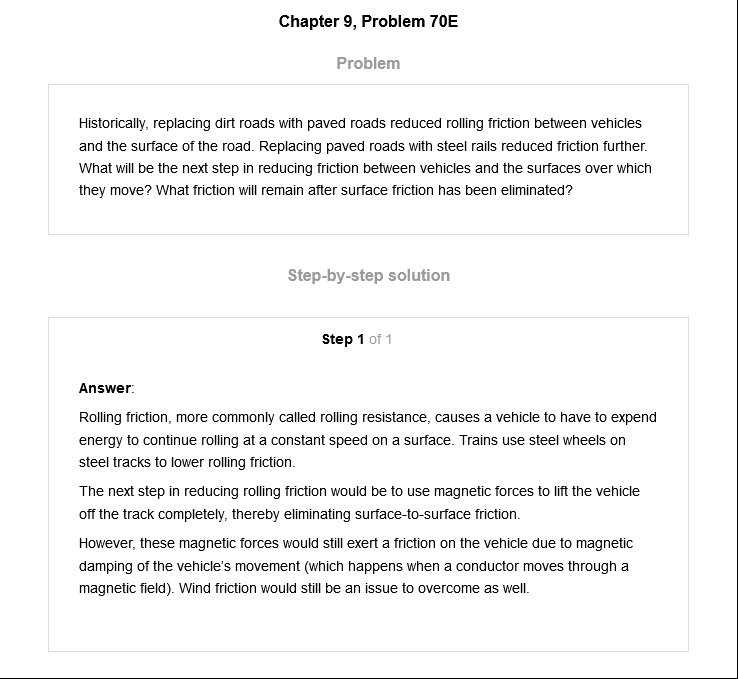 Chapter 9, Problem 70E
Problem
Historically, replacing dirt roads with paved roads reduced rolling friction between vehicles
and the surface of the road. Replacing paved roads with steel rails reduced friction further.
What will be the next step in reducing friction between vehicles and the surfaces over which
they move? What friction will remain after surface friction has been eliminated?
Step-by-step solution
Step 1 of 1
Answer:
Rolling friction, more commonly called rolling resistance, causes a vehicle to have to expend
energy to continue rolling at a constant speed on a surface. Trains use steel wheels on
steel tracks to lower rolling friction.
The next step in reducing rolling friction would be to use magnetic forces to lift the vehicle
off the track completely, thereby eliminating surface-to-surface friction.
However, these magnetic forces would still exert a friction on the vehicle due to magnetic
damping of the vehicle's movement (which happens when a conductor moves through a
magnetic field). Wind friction would still be an issue to overcome as well.